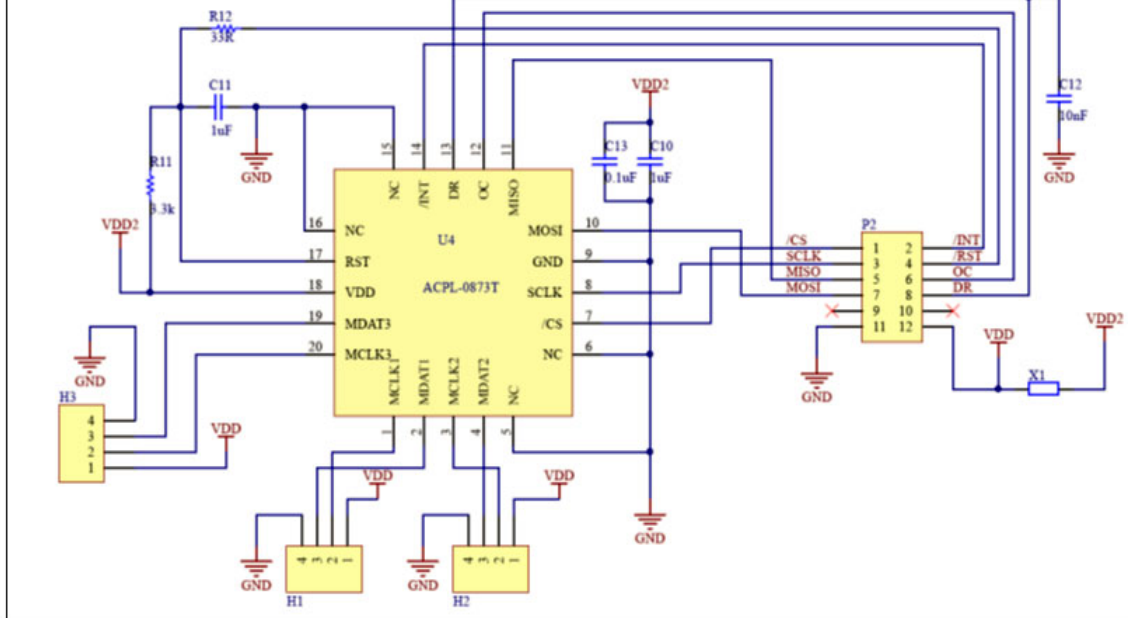 R12
33R
C11
1uF
GND
R11
3.3k
VDD2
15
14
13
12
11
NC
/INT
DR
OC
MISO
VDD2
C13
C10
0.1uF
1uF
C12
10nF
GND
16
NC
17
RST
18
VDD
19
MDAT3
20
MCLK3
U4
ACPL-0873T
MOSI
10
GND
9
SCLK
8
/CS
7
NC
6
MCLK1
MDAT1
MCLK2
MDAT2
NC
1
2
3
4
5
P2
/CS
1
2
/INT
SCLK
3
4
/RST
MISO
5
6
OC
MOSI
7
8
DR
9
10
11
12
GND
VDD
VDD2
X1
GND
H3
4
3
2
1
VDD
VDD
GND
4
3
2
1
H1
VDD
GND
4
3
2
1
H2
GND